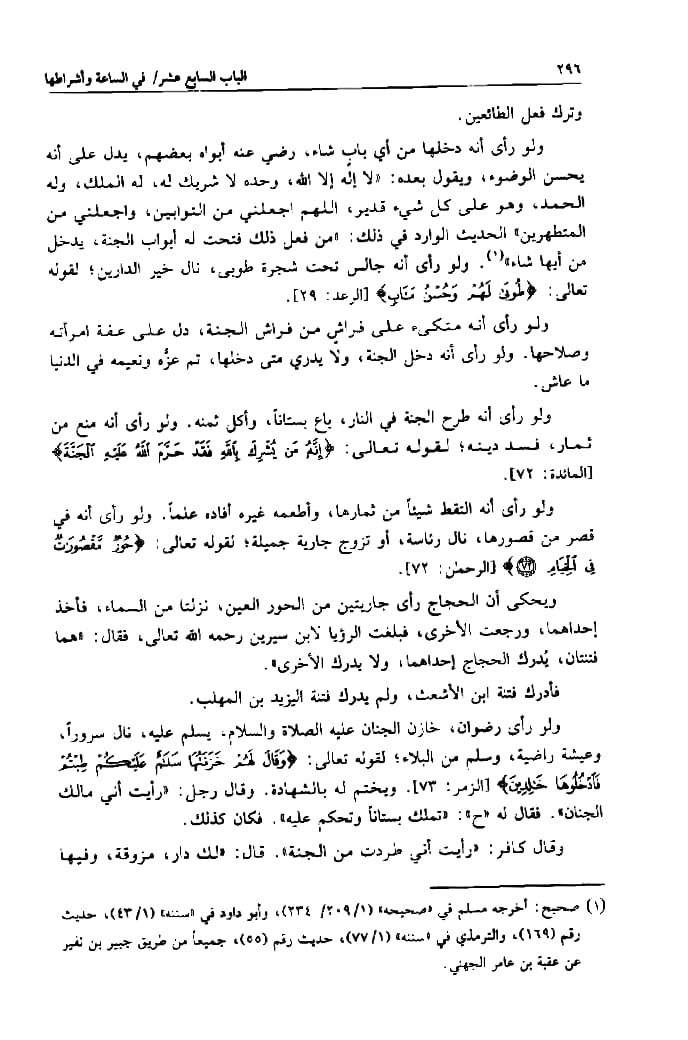 ٢٩٦ الباب السابع عشر/ في الساعة وأشراطها
وترك فعل الطائعين.
ولو رأى أنه دخلها من أي بابٍ شاء، رضي عنه أبواه بعضهم، يدل على أنه
يحسن الوضوء، ويقول بعده: «لا إله إلا الله، وحده لا شريك له، له الملك، وله
الحمد، وهو على كل شيء قدير، اللهم اجعلني من التوابين، واجعلني من
المتطهرين» الحديث الوارد في ذلك: «من فعل ذلك فتحت له أبواب الجنة، يدخل
من أيها شاء»(١). ولو رأى أنه جالس تحت شجرة طوبى، نال خير الدارين؛ لقوله
تعالى: ﴿طُوبَىٰ لَهُمْ وَحُسْنُ مَـَٔابٍ﴾ [الرعد: ٢٩].
ولو رأى أنه متكىء على فراشٍ من فراش الجنة، دل على عفة امرأته
وصلاحها. ولو رأى أنه دخل الجنة، ولا يدري متى دخلها، تم عزُّه ونعيمه في الدنيا
ما عاش.
ولو رأى أنه طرح الجنة في النار، باع بستاناً، وأكل ثمنه. ولو رأى أنه منع من
ثمار، فسد دينه؛ لقوله تعالى: ﴿إِنَّهُ مَن يُشْرِكْ بِاللَّهِ فَقَدْ حَرَّمَ اللَّهُ عَلَيْهِ الْجَنَّةَ﴾
[المائدة: ٧٢].
ولو رأى أنه التقط شيئاً من ثمارها، وأطعمه غيره أفاده علماً. ولو رأى أنه في
قصر من قصورها، نال رئاسة، أو تزوج جارية جميلة؛ لقوله تعالى: ﴿حُورٌ مَّقْصُورَاتٌ
فِي الْخِيَامِ ﴿٧٢﴾﴾ [الرحمن: ٧٢].
ويحكى أن الحجاج رأى جاريتين من الحور العين، نزلتا من السماء، فأخذ
إحداهما، ورجعت الأخرى، فبلغت الرؤيا لابن سيرين رحمه الله تعالى، فقال: «هما
فتنتان، يُدرك الحجاج إحداهما، ولا يدرك الأخرى».
فأدرك فتنة ابن الأشعث، ولم يدرك فتنة اليزيد بن المهلب.
ولو رأى رضوان، خازن الجنان عليه الصلاة والسلام، يسلم عليه، نال سروراً،
وعيشة راضية، وسلم من البلاء؛ لقوله تعالى: ﴿وَقَالَ لَهُمْ خَزَنَتُهَا سَلَامٌ عَلَيْكُمْ طِبْتُمْ
فَادْخُلُوهَا خَالِدِينَ﴾ [الزمر: ٧٣]. ويختم له بالشهادة. وقال رجل: «رأيت أني مالك
الجنان». فقال له «ح»: «تملك بستاناً وتحكم عليه». فكان كذلك.
وقال كافر: «رأيت أني طردت من الجنة». قال: «لك دار، مزوقة، وفيها
(١) صحيح: أخرجه مسلم في «صحيحه» (٢٠٩/١/ ٢٣٤)، وأبو داود في «سننه» (٤٣/١)، حديث
رقم (١٦٩)، والترمذي في «سننه» (٧٧/١)، حديث رقم (٥٥)، جميعاً من طريق جبير بن نفير
عن عقبة بن عامر الجهني.